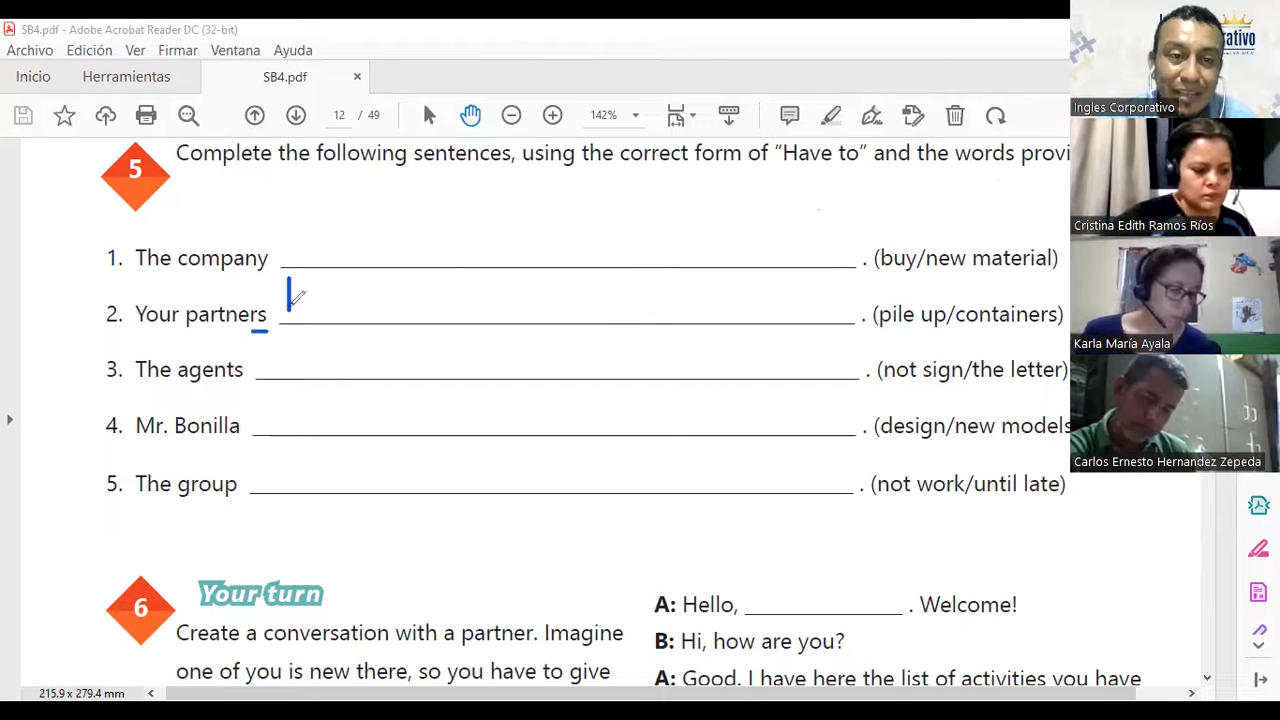 SB4.pdf - Adobe Acrobat Reader DC (32-bit)
Archivo Edición Ver Firmar Ventana Ayuda
Inicio Herramientas SB4.pdf ×
12 / 49 142%
5 Complete the following sentences, using the correct form of “Have to” and the words provi
1. The company ____________________ . (buy/new material)
2. Your partners ____________________ . (pile up/containers)
3. The agents ____________________ . (not sign/the letter)
4. Mr. Bonilla ____________________ . (design/new models
5. The group ____________________ . (not work/until late)
6 Your turn
Create a conversation with a partner. Imagine
one of you is new there, so you have to give
A: Hello, ______________ . Welcome!
B: Hi, how are you?
A: Good. I have here the list of activities you have
215.9 x 279.4 mm
Ingles Corporativo
Cristina Edith Ramos Ríos
Karla María Ayala
Carlos Ernesto Hernandez Zepeda